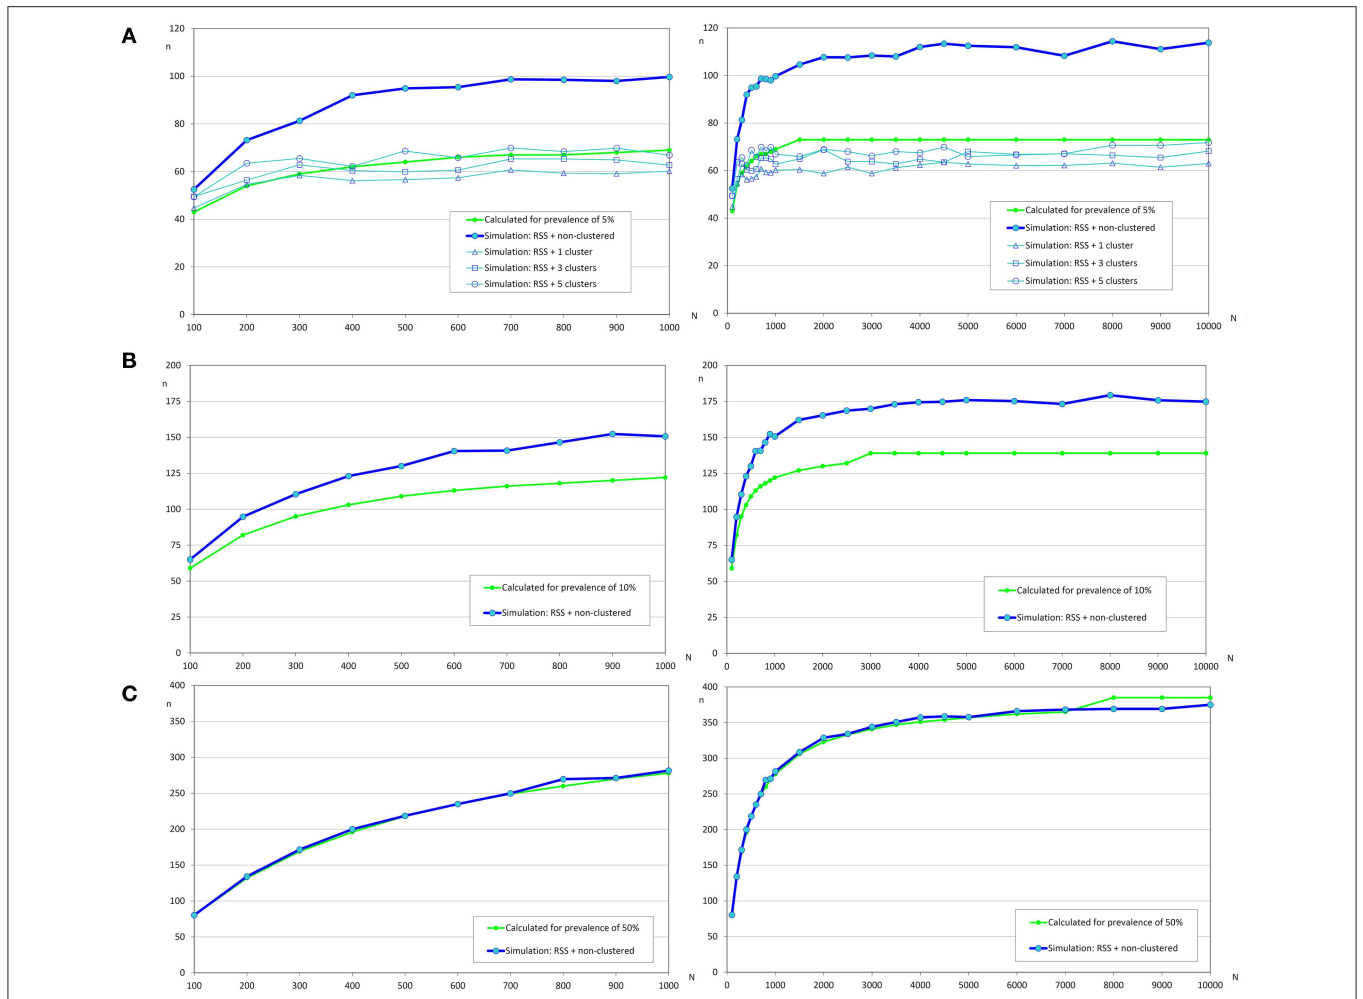 A
n
120
100
80
60
40
20
0
100 200 300 400 500 600 700 800 900 1000
N
Calculated for prevalence of 5%
Simulation: RSS + non-clustered
Simulation: RSS + 1 cluster
Simulation: RSS + 3 clusters
Simulation: RSS + 5 clusters
n
120
100
80
60
40
20
0
0 1000 2000 3000 4000 5000 6000 7000 8000 9000 10000
N
Calculated for prevalence of 5%
Simulation: RSS + non-clustered
Simulation: RSS + 1 cluster
Simulation: RSS + 3 clusters
Simulation: RSS + 5 clusters
B
n
200
175
150
125
100
75
50
25
0
100 200 300 400 500 600 700 800 900 1000
N
Calculated for prevalence of 10%
Simulation: RSS + non-clustered
n
200
175
150
125
100
75
50
25
0
0 1000 2000 3000 4000 5000 6000 7000 8000 9000 10000
N
Calculated for prevalence of 10%
Simulation: RSS + non-clustered
C
n
400
350
300
250
200
150
100
50
0
100 200 300 400 500 600 700 800 900 1000
N
Calculated for prevalence of 50%
Simulation: RSS + non-clustered
n
400
350
300
250
200
150
100
50
0
0 1000 2000 3000 4000 5000 6000 7000 8000 9000 10000
N
Calculated for prevalence of 50%
Simulation: RSS + non-clustered